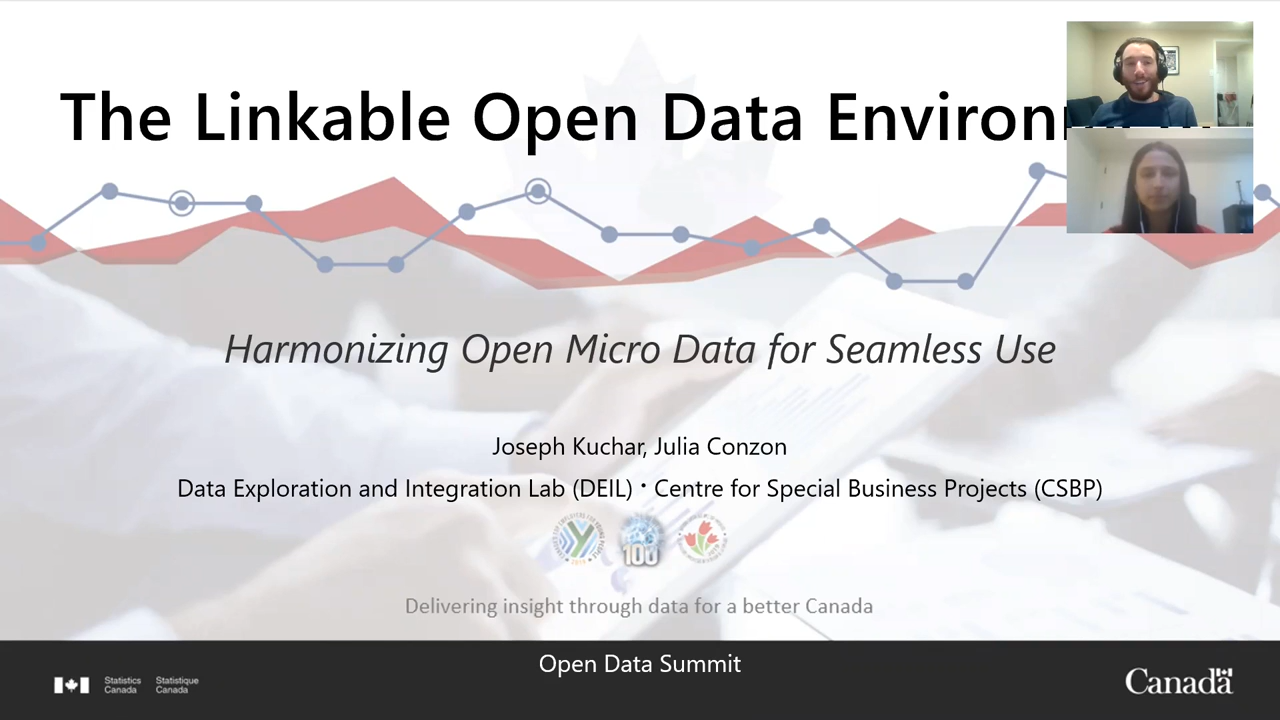 The Linkable Open Data Environ
Harmonizing Open Micro Data for Seamless Use
Joseph Kuchar, Julia Conzon
Data Exploration and Integration Lab (DEIL) • Centre for Special Business Projects (CSBP)
100
Delivering insight through data for a better Canada
Open Data Summit
Statistics Canada
Statistique Canada
Canada